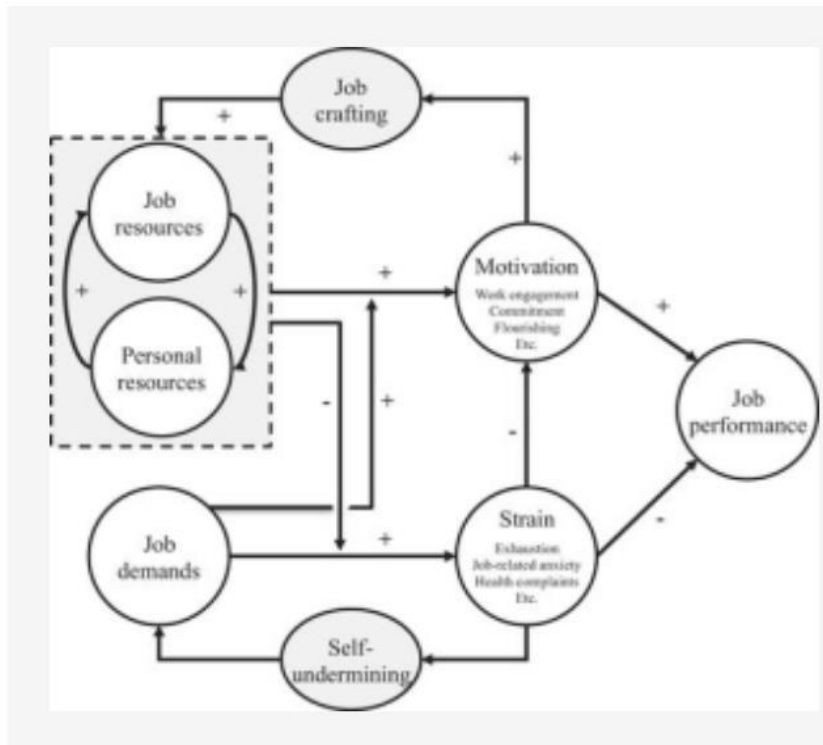 Job
crafting
+
+
Job
resources
+
+
Personal
resources
+
Motivation
Work engagement
Commitment
Flourishing
Etc.
+
-
+
-
Job
performance
Job
demands
+
Strain
Exhaustion
Job-related anxiety
Health complaints
Etc.
-
Self-
undermining